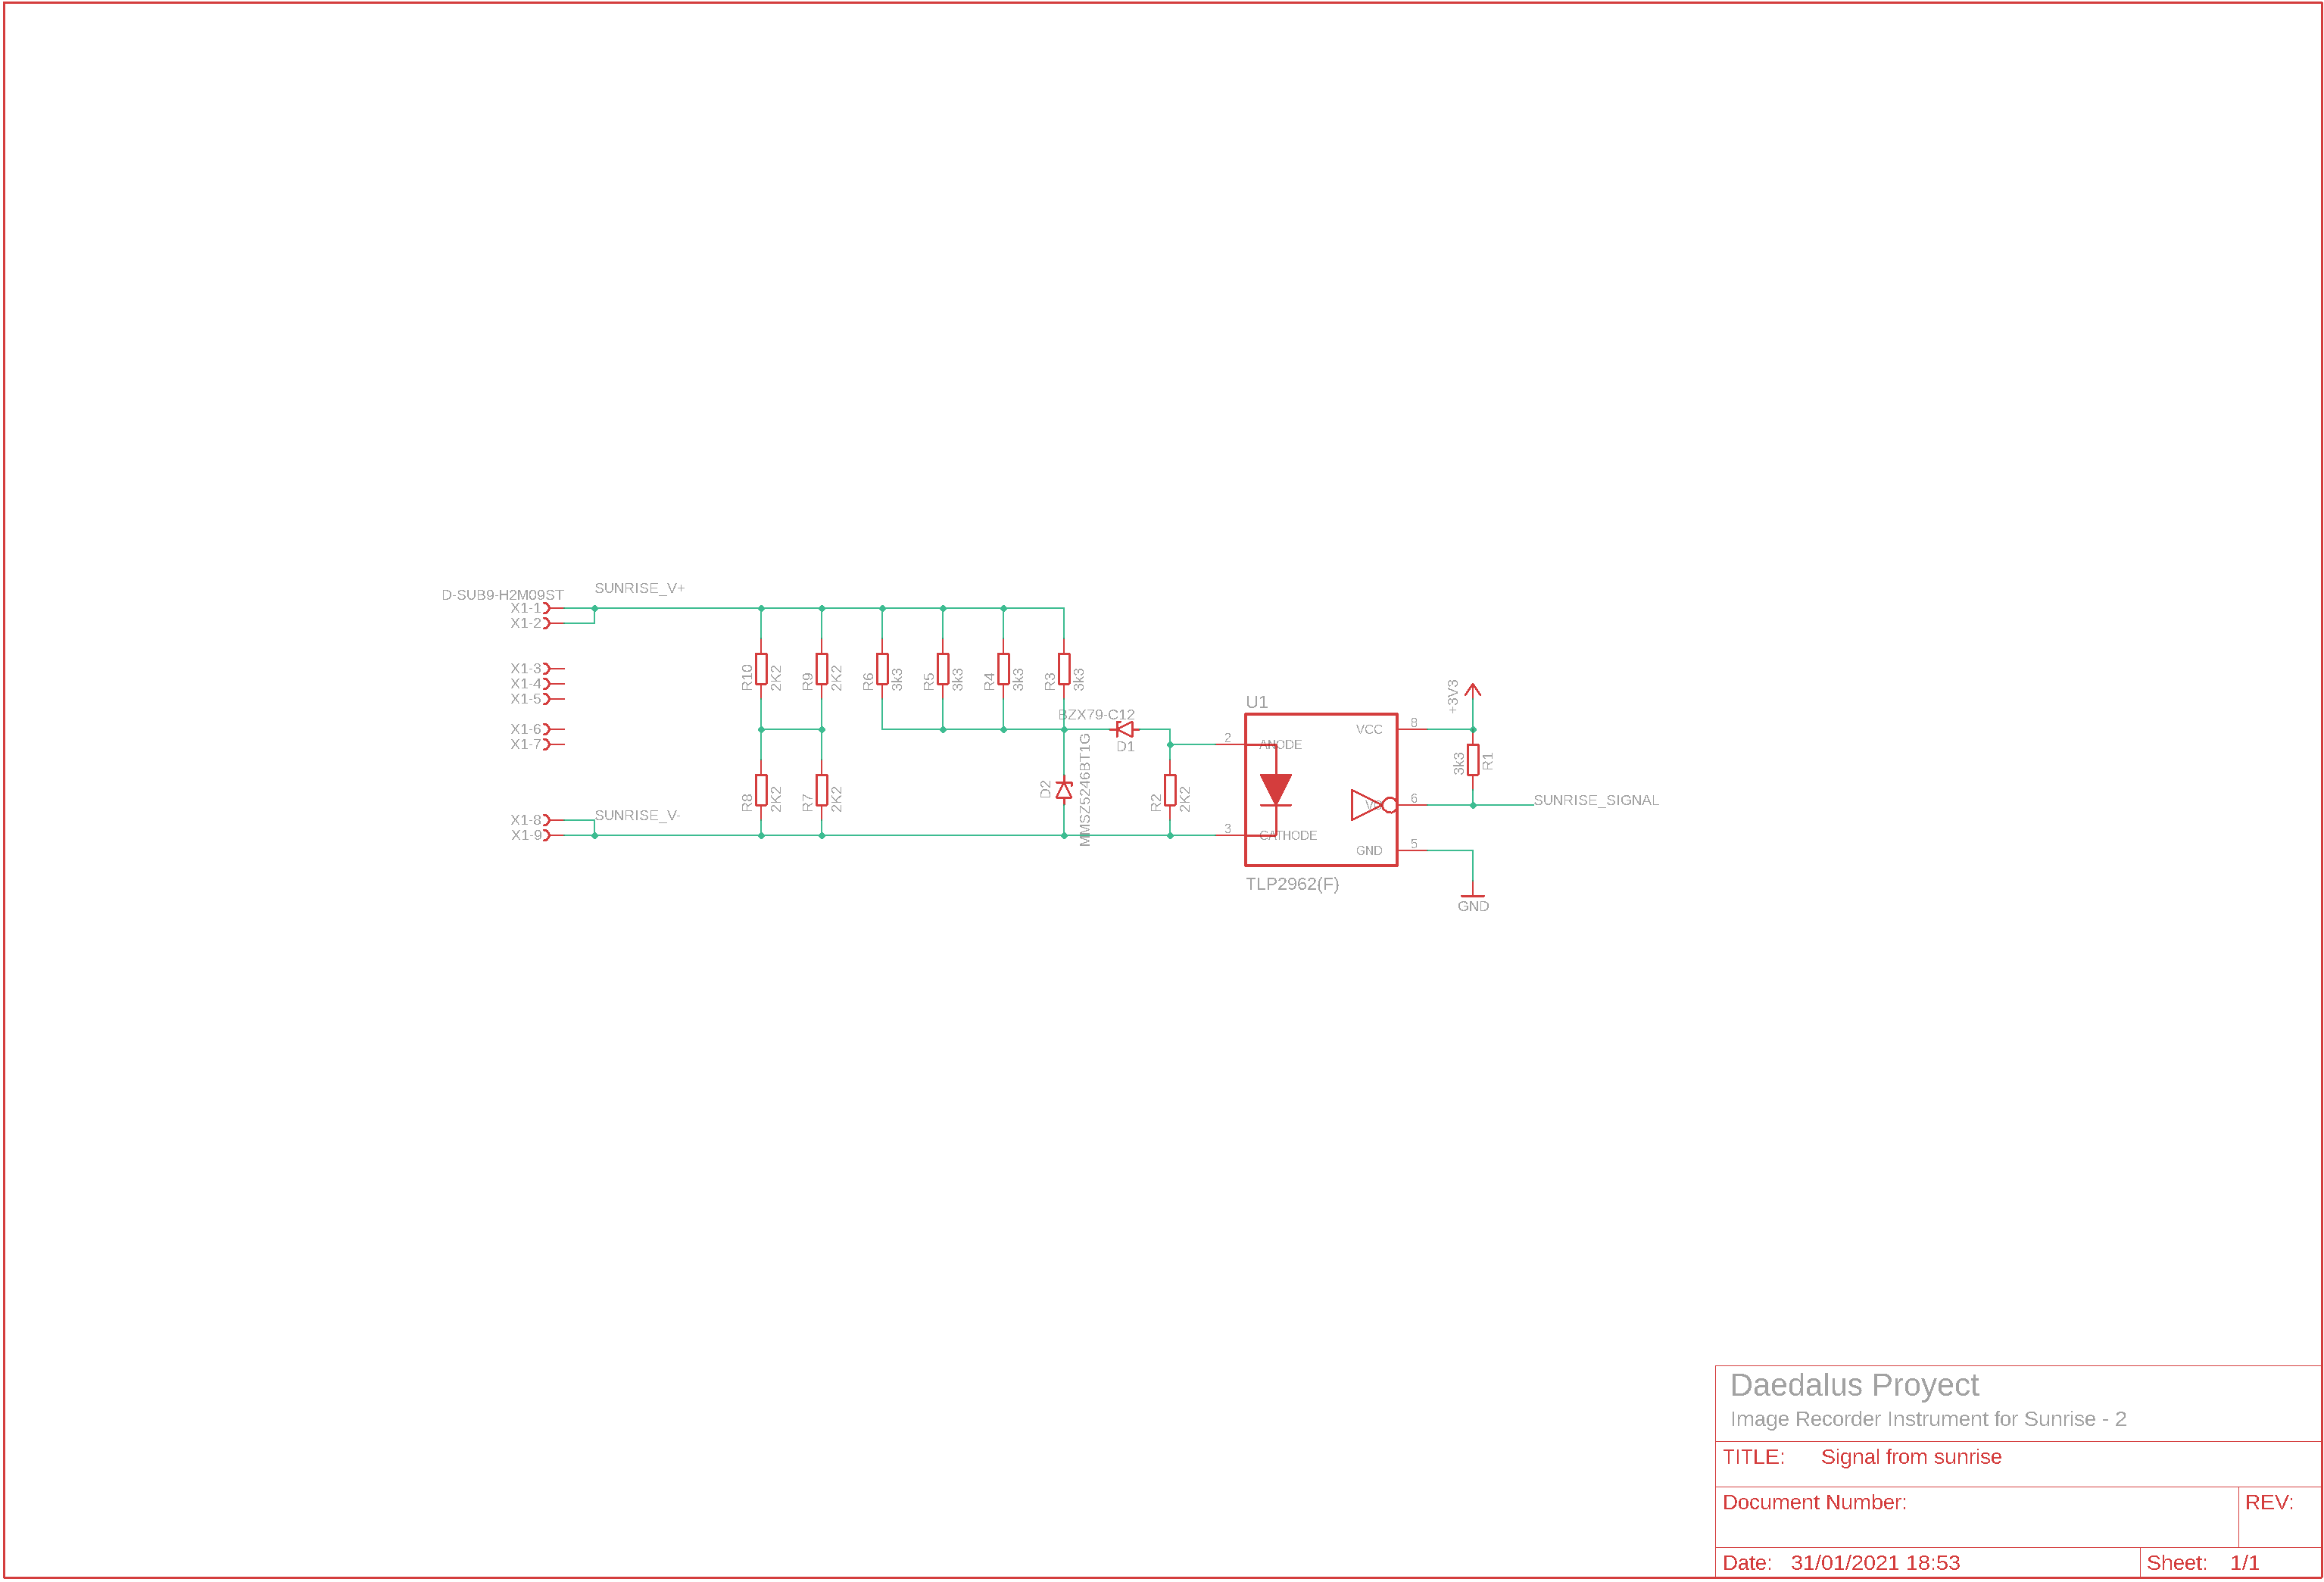 SUNRISE_V+
D-SUB9-H2M09ST
X1-1
X1-2
X1-3
X1-4
X1-5
X1-6
X1-7
X1-8
X1-9
SUNRISE_V-
R10
2K2
R9
2K2
R6
3k3
R5
3k3
R4
3k3
R3
3k3
R8
2K2
R7
2K2
BZX79-C12
D1
D2
MMSZ5246BT1G
R2
2K2
U1
2
ANODE
3
CATHODE
VCC
8
VO
6
GND
5
TLP2962(F)
+3V3
3k3
R1
SUNRISE_SIGNAL
GND
Daedalus Proyect
Image Recorder Instrument for Sunrise - 2
TITLE: Signal from sunrise
Document Number:
REV:
Date: 31/01/2021 18:53
Sheet: 1/1